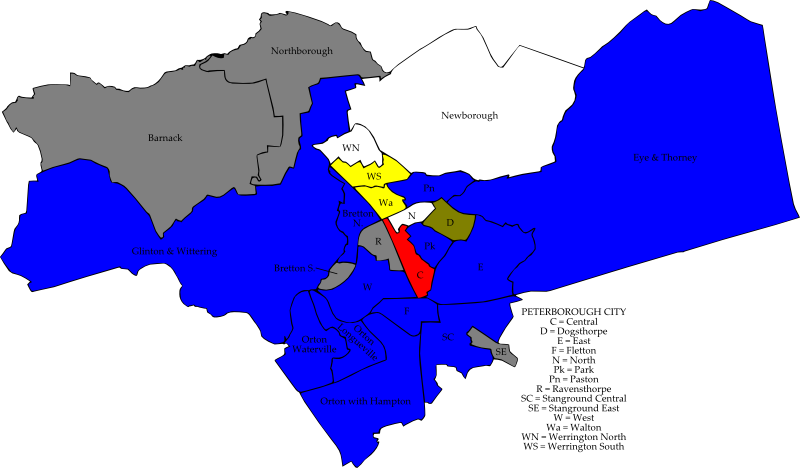 Northborough
Barnack
Newborough
WN
Eye & Thorney
WS
Pn
Wa
Bretton
N
N
D
R
Pk
Glinton & Wittering
Bretton S
C
E
W
F
SC
SE
Orton
Waterville
Orton
Longueville
Orton with Hampton
PETERBOROUGH CITY
C = Central
D = Dogsthorpe
E = East
F = Fletton
N = North
Pk = Park
Pn = Paston
R = Ravensthorpe
SC = Stanground Central
SE = Stanground East
W = West
Wa = Walton
WN = Werrington North
WS = Werrington South